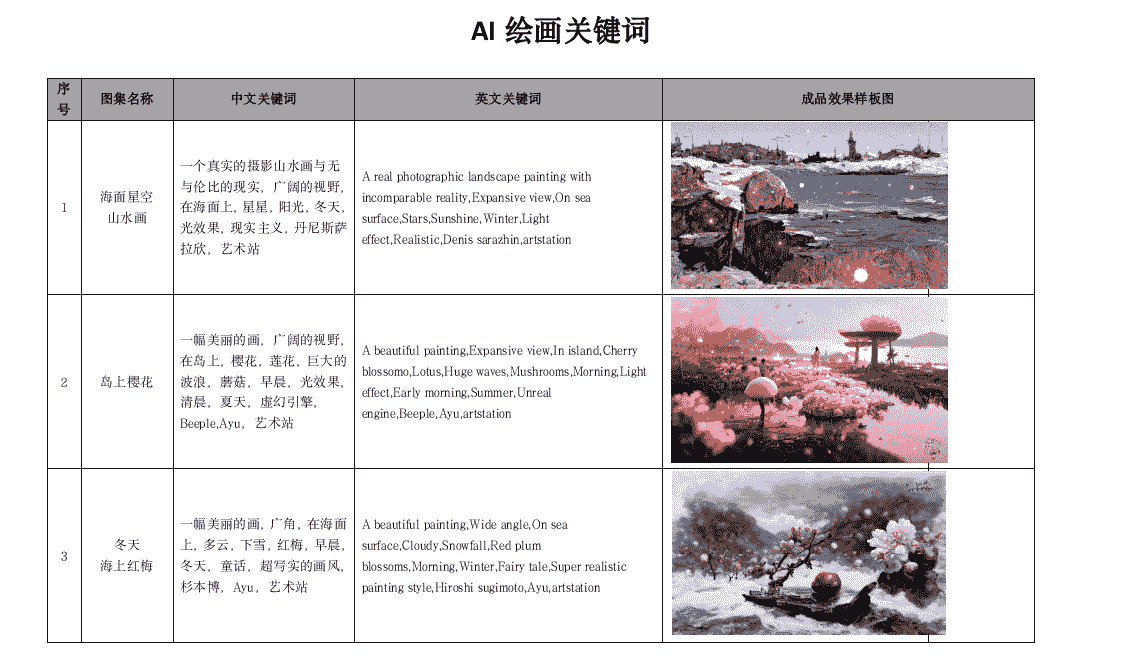 AI 绘画关键词
序
号
图集名称
中文关键词
英文关键词
成品效果样板图
1
海面星空
山水画
一个真实的摄影山水画与无
与伦比的现实, 广阔的视野,
在海面上, 星星, 阳光, 冬天,
光效果, 现实主义, 丹尼斯萨
拉欣, 艺术站
A real photographic landscape painting with
incomparable reality,Expansive view,On sea
surface,Stars,Sunshine,Winter,Light
effect,Realistic,Denis sarazhin,artstation
2
岛上樱花
一幅美丽的画, 广阔的视野,
在岛上, 樱花, 莲花, 巨大的
波浪, 蘑菇, 早晨, 光效果,
清晨, 夏天, 虚幻引擎,
Beeple,Ayu, 艺术站
A beautiful painting,Expansive view,In island,Cherry
blossomo,Lotus,Huge waves,Mushrooms,Morning,Light
effect,Early morning,Summer,Unreal
engine,Beeple,Ayu,artstation
3
冬天
海上红梅
一幅美丽的画, 广角, 在海面
上, 多云, 下雪, 红梅, 早晨,
冬天, 童话, 超写实的画风,
杉本博, Ayu, 艺术站
A beautiful painting,Wide angle,On sea
surface,Cloudy,Snowfall,Red plum
blossoms,Morning,Winter,Fairy tale,Super realistic
painting style,Hiroshi sugimoto,Ayu,artstation